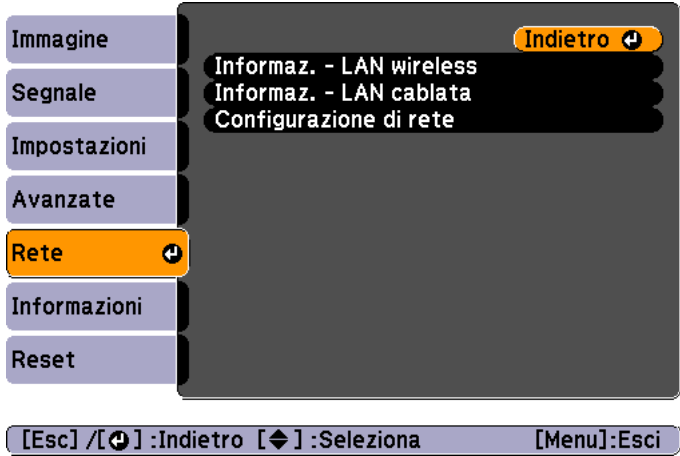 Immagine
Segnale
Impostazioni
Avanzate
Rete
Informazioni
Reset
Indietro
Informaz. - LAN wireless
Informaz. - LAN cablata
Configurazione di rete
[Esc] /[⏎] :Indietro [◆] :Seleziona [Menu]:Esci